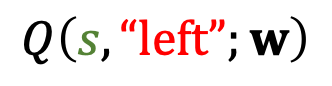 Q(s, “left”; w)